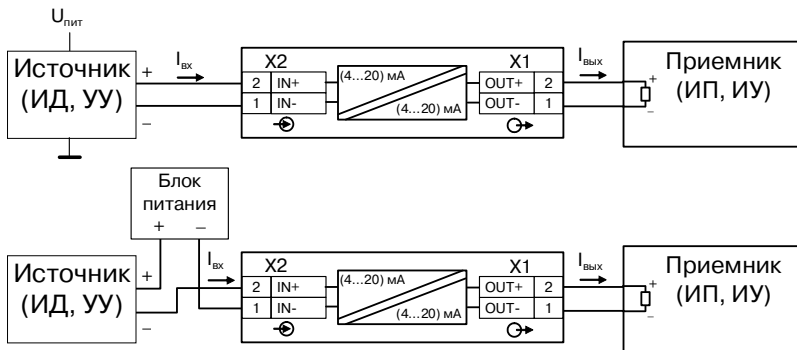 Uпит
Источник
(ИД, УУ)
+
−
Iвх
X2
2 IN+
1 IN-
(4...20) мА
(4...20) мА
X1
OUT+ 2
OUT- 1
Iвых
+
−
Приемник
(ИП, ИУ)
Блок
питания
+ −
Источник
(ИД, УУ)
+
−
Iвх
X2
2 IN+
1 IN-
(4...20) мА
(4...20) мА
X1
OUT+ 2
OUT- 1
Iвых
+
−
Приемник
(ИП, ИУ)